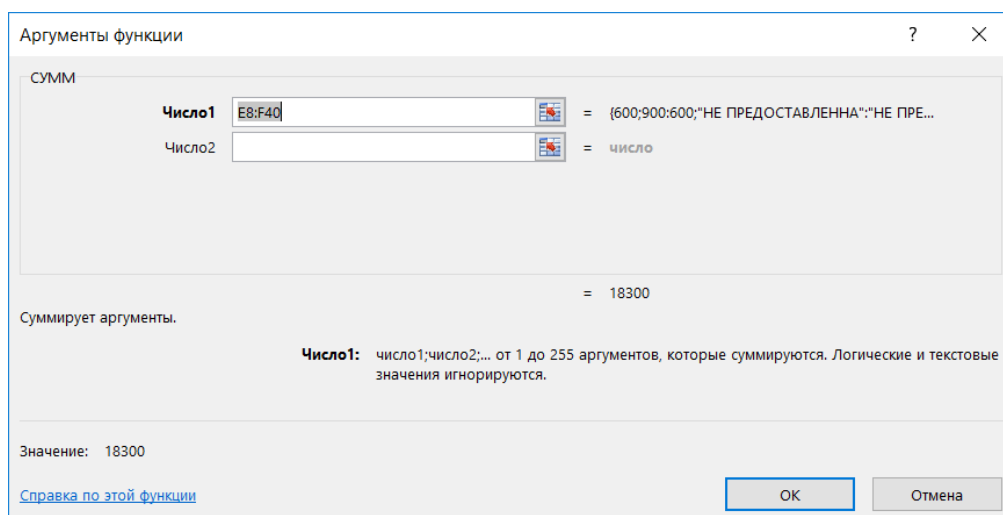 Аргументы функции ?
СУММ
Число1 E8:F40 = {600;900:600;"НЕ ПРЕДОСТАВЛЕННА":"НЕ ПРЕ...
Число2 = число
= 18300
Суммирует аргументы.
Число1: число1;число2;... от 1 до 255 аргументов, которые суммируются. Логические и текстовые
значения игнорируются.
Значение: 18300
Справка по этой функции ОК Отмена